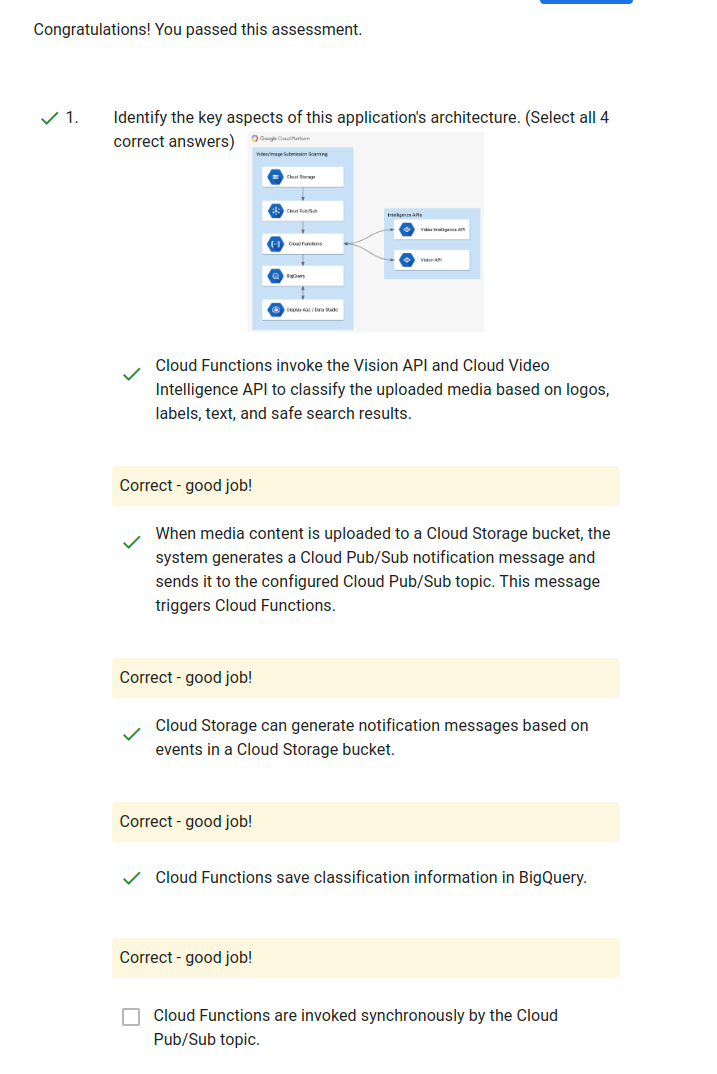 Congratulations! You passed this assessment.
1. Identify the key aspects of this application's architecture. (Select all 4
correct answers)
Google Cloud Platform
Video/Image Submission Scanning
Cloud Storage
Cloud Pub/Sub
Cloud Functions
BigQuery
Display App / Data Studio
Intelligence APIs
Video Intelligence API
Vision API
Cloud Functions invoke the Vision API and Cloud Video
Intelligence API to classify the uploaded media based on logos,
labels, text, and safe search results.
Correct - good job!
When media content is uploaded to a Cloud Storage bucket, the
system generates a Cloud Pub/Sub notification message and
sends it to the configured Cloud Pub/Sub topic. This message
triggers Cloud Functions.
Correct - good job!
Cloud Storage can generate notification messages based on
events in a Cloud Storage bucket.
Correct - good job!
Cloud Functions save classification information in BigQuery.
Correct - good job!
Cloud Functions are invoked synchronously by the Cloud
Pub/Sub topic.